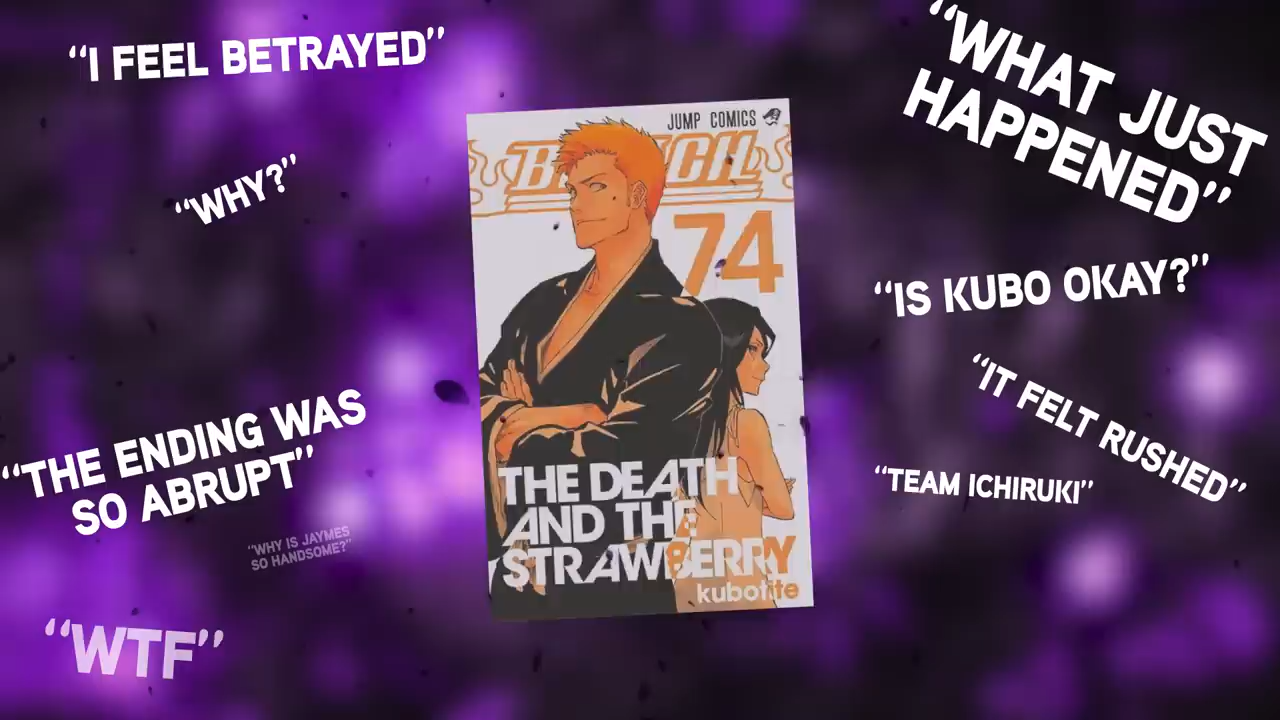 “I FEEL BETRAYED”
“WHAT JUST
HAPPENED”
“WHY?”
JUMP COMICS
BLEACH
74
“IS KUBO OKAY?”
“IT FELT RUSHED”
“THE ENDING WAS
SO ABRUPT”
“TEAM ICHIRUKI”
THE DEATH
AND THE
STRAWBERRY
kubotite
“WHY IS JAYMES
SO HANDSOME?”
“WTF”